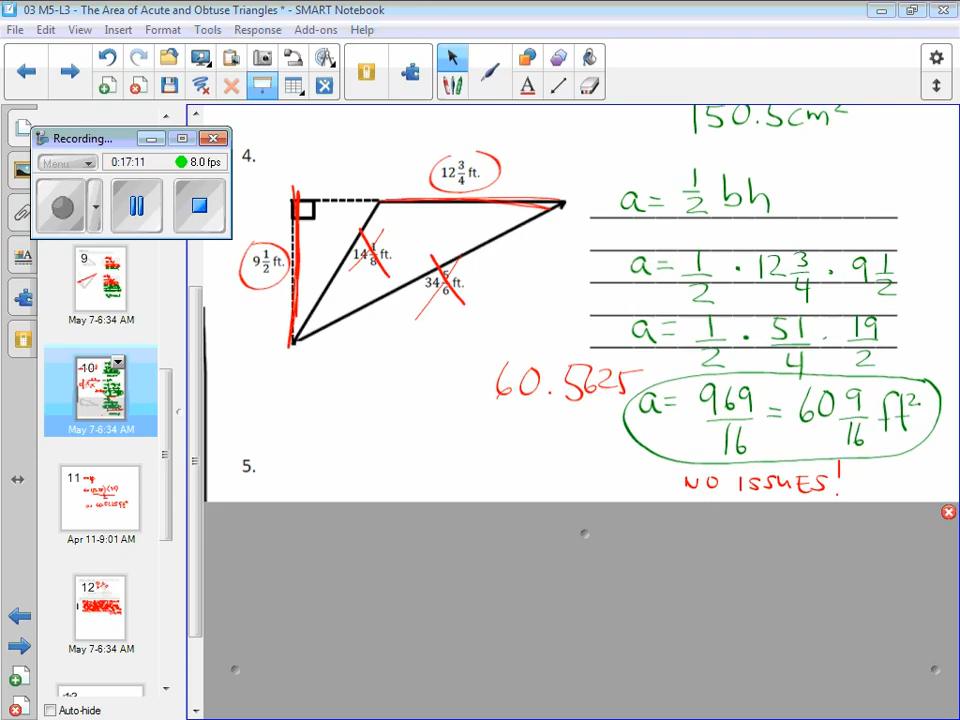 03 M5-L3 - The Area of Acute and Obtuse Triangles * - SMART Notebook
File Edit View Insert Format Tools Response Add-ons Help
Recording...
Menu 0:17:11 8.0 fps
9
May 7-6:34 AM
10
May 7-6:34 AM
11
Apr 11-9:01 AM
12
May 7-6:34 AM
Auto-hide
150.5cm²
4.
12 3/4 ft.
9 1/2 ft.
14 1/8 ft.
34 5/6 ft.
a = 1/2 bh
a = 1/2 · 12 3/4 · 9 1/2
a = 1/2 · 51/4 · 19/2
60.5625
a = 969/16 = 60 9/16 ft²
NO ISSUES!
5.